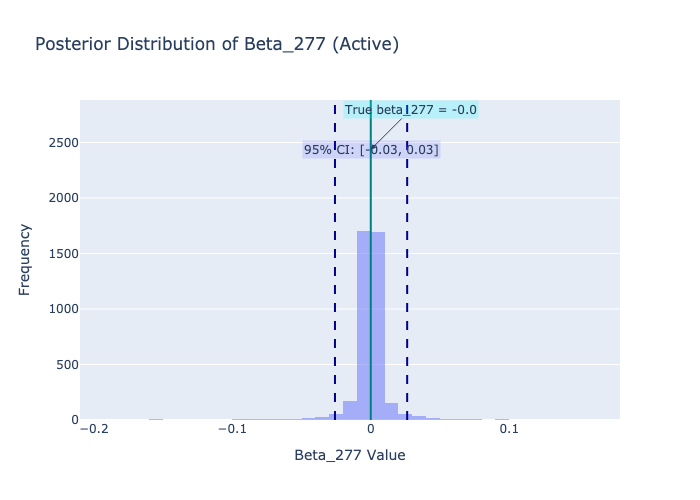 Posterior Distribution of Beta_277 (Active)
True beta_277 = -0.0
95% CI: [-0.03, 0.03]
2500
2000
1500
1000
500
0
Frequency
−0.2
−0.1
0
0.1
Beta_277 Value